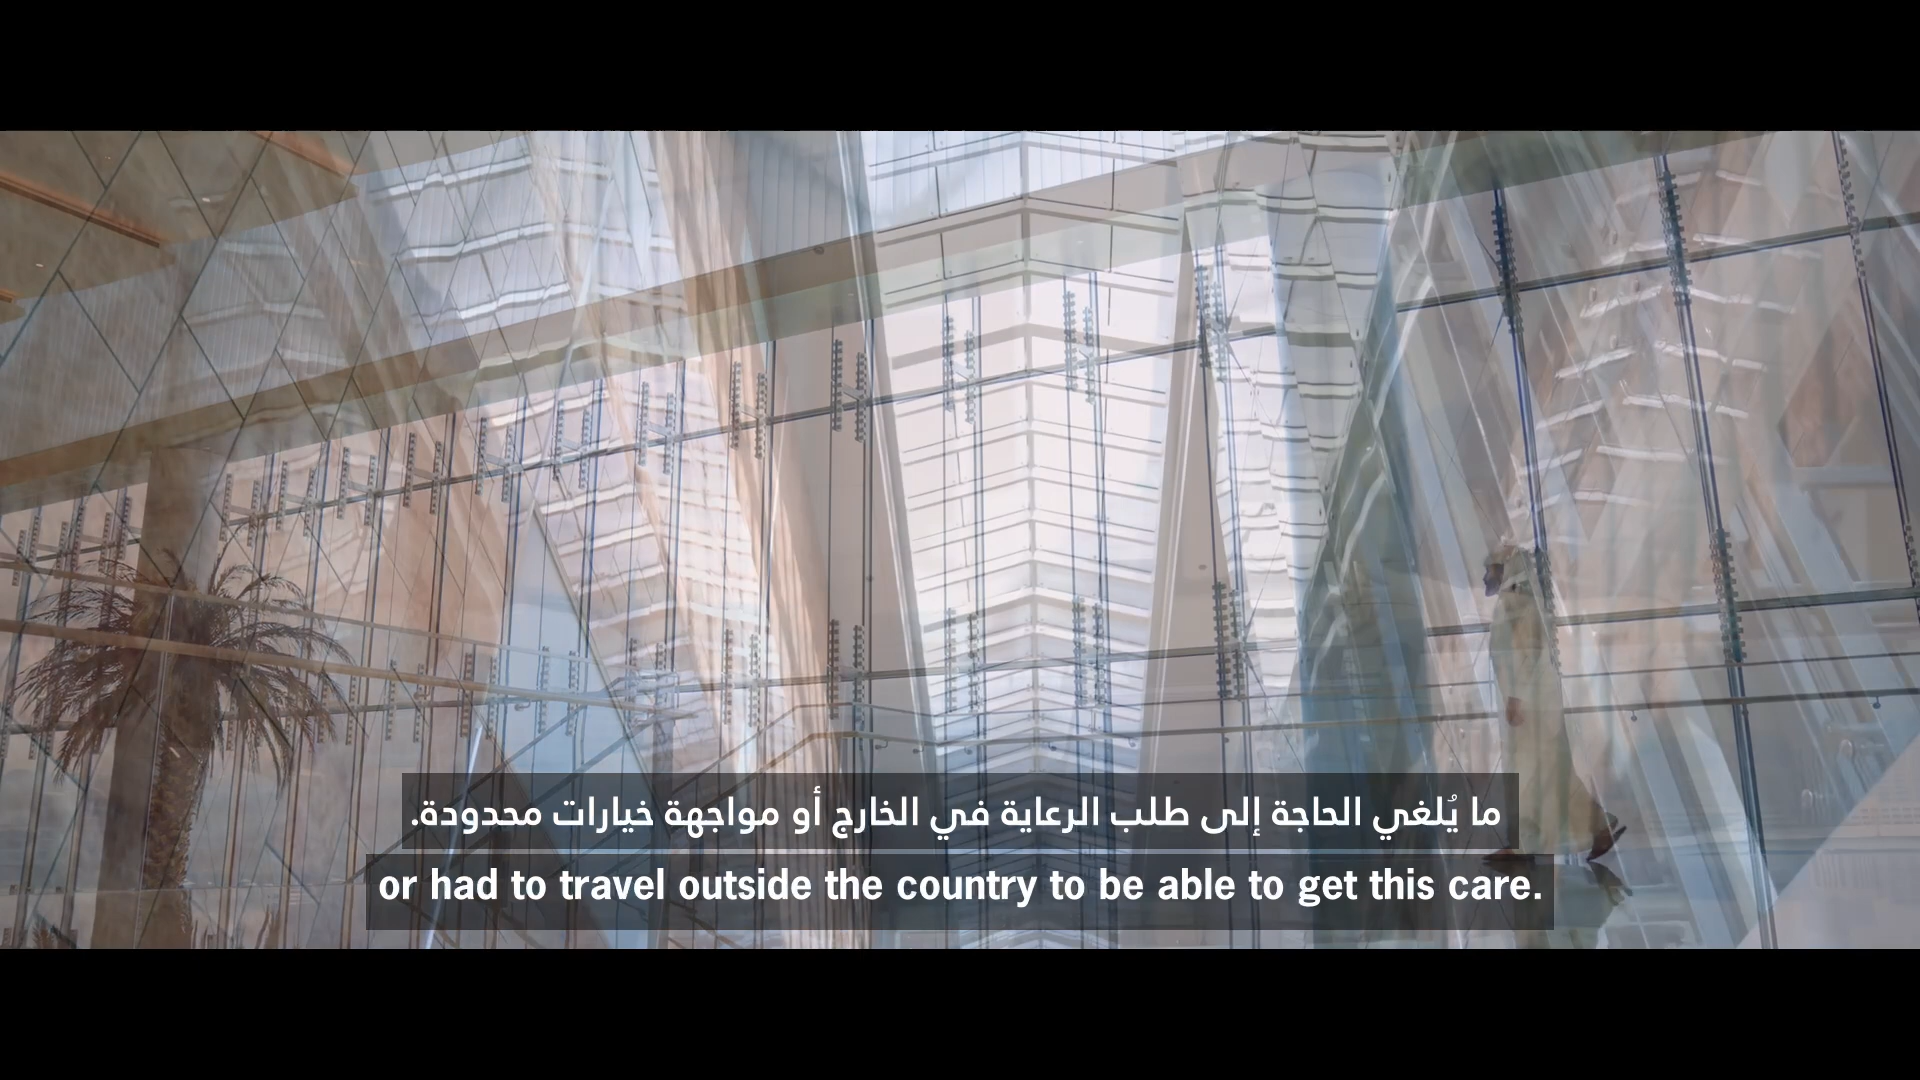 ما يُلغي الحاجة إلى طلب الرعاية في الخارج أو مواجهة خيارات محدودة.
or had to travel outside the country to be able to get this care.